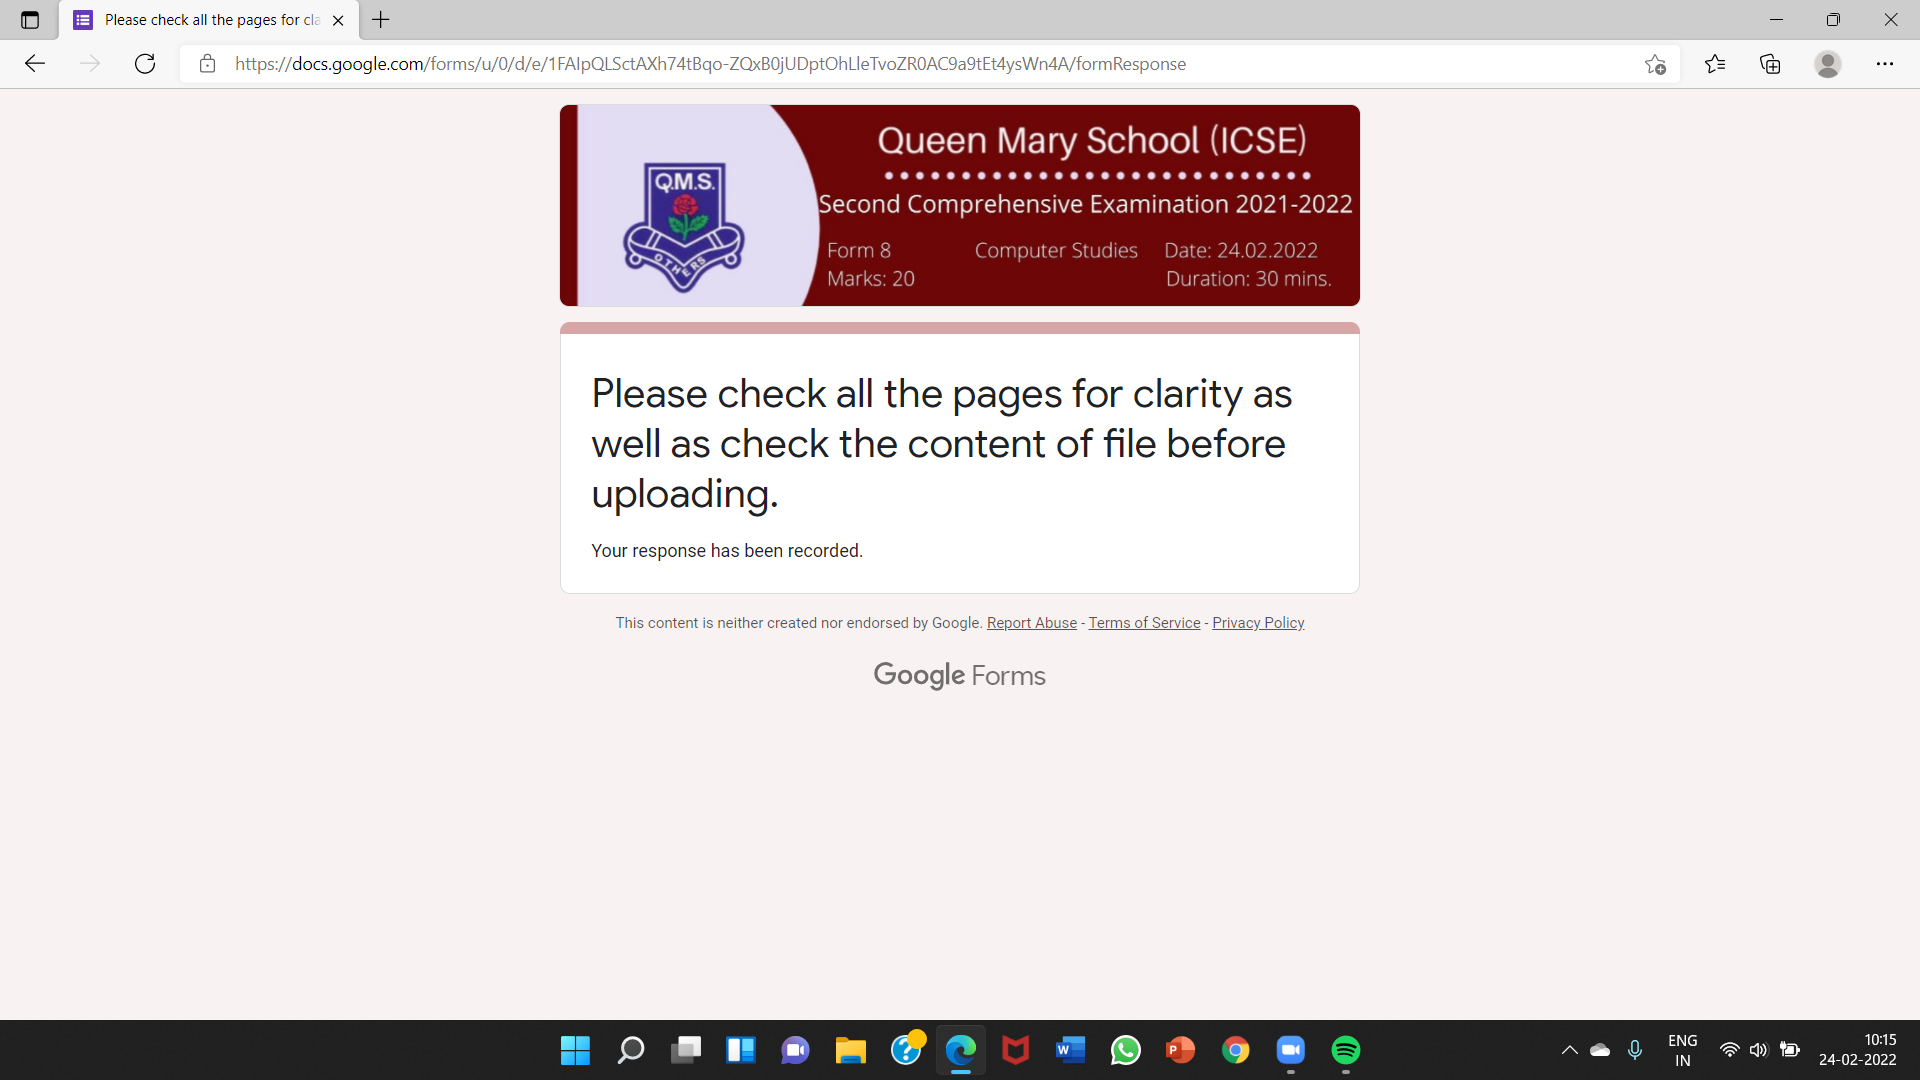 Please check all the pages for cla
https://docs.google.com/forms/u/0/d/e/1FAIpQLSctAXh74tBqo-ZQxB0jUDptOhLleTvoZR0AC9a9tEt4ysWn4A/formResponse
Queen Mary School (ICSE)
Q.M.S.
OTHERS
Second Comprehensive Examination 2021-2022
Form 8 Computer Studies Date: 24.02.2022
Marks: 20 Duration: 30 mins.
Please check all the pages for clarity as
well as check the content of file before
uploading.
Your response has been recorded.
This content is neither created nor endorsed by Google. Report Abuse - Terms of Service - Privacy Policy
Google Forms
ENG
IN
10:15
24-02-2022